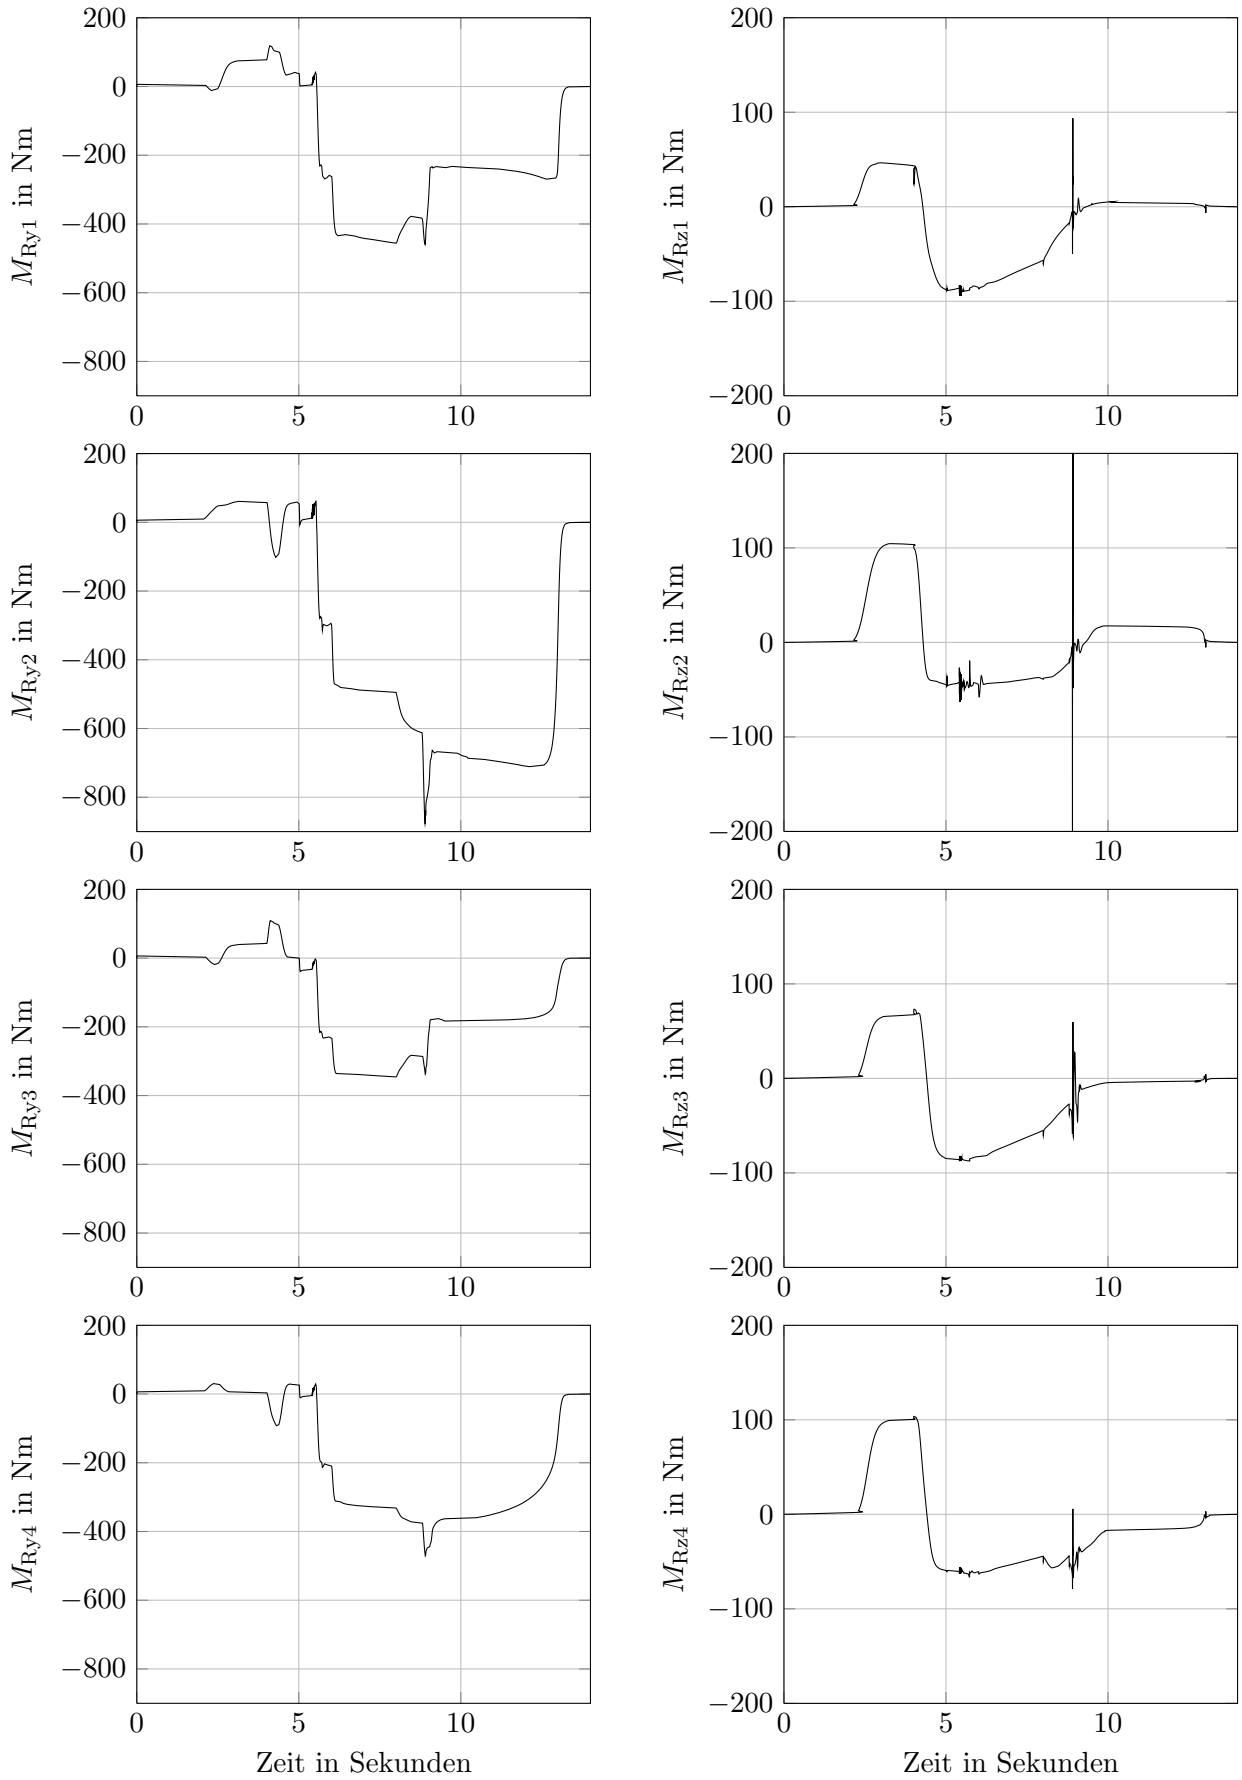 200
0
−200
−400
−600
−800
0 5 10
M_Ry1 in Nm
200
100
0
−100
−200
0 5 10
M_Rz1 in Nm
200
0
−200
−400
−600
−800
0 5 10
M_Ry2 in Nm
200
100
0
−100
−200
0 5 10
M_Rz2 in Nm
200
0
−200
−400
−600
−800
0 5 10
M_Ry3 in Nm
200
100
0
−100
−200
0 5 10
M_Rz3 in Nm
200
0
−200
−400
−600
−800
0 5 10
Zeit in Sekunden
M_Ry4 in Nm
200
100
0
−100
−200
0 5 10
Zeit in Sekunden
M_Rz4 in Nm